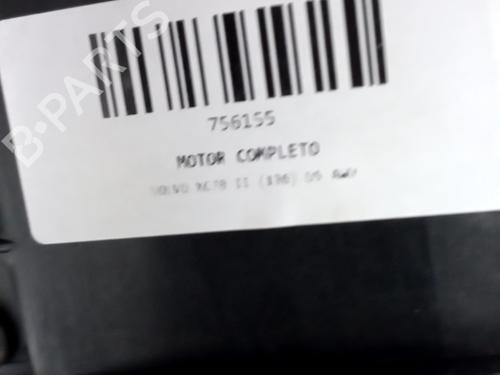 B-PARTS
756155
MOTOR COMPLETO
VOLVO XC70 II (136) D5 AWD